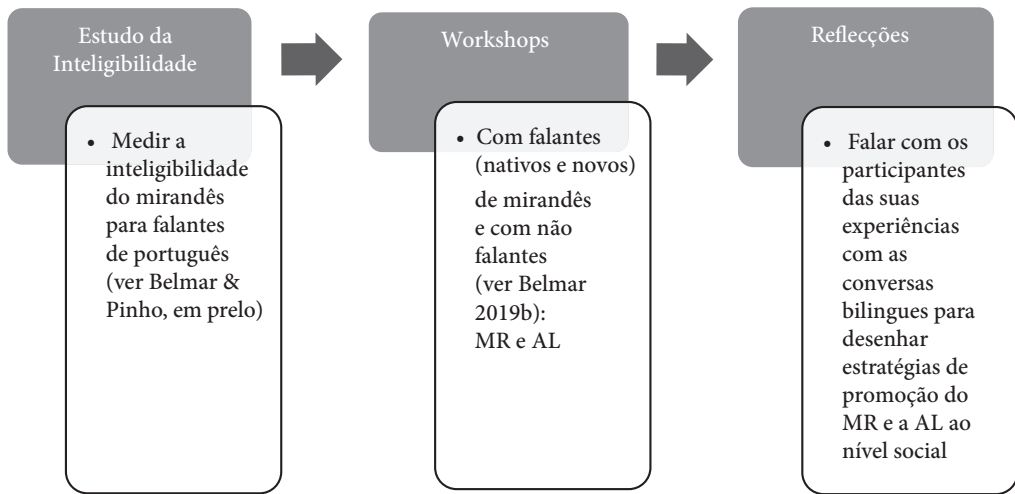 Estudo da
Inteligibilidade
• Medir a
inteligibilidade
do mirandês
para falantes
de português
(ver Belmar &
Pinho, em prelo)
Workshops
• Com falantes
(nativos e novos)
de mirandês
e com não
falantes
(ver Belmar
2019b):
MR e AL
Reflecções
• Falar com os
participantes
das suas
experiências
com as
conversas
bilingues para
desenhar
estratégias de
promoção do
MR e a AL ao
nível social